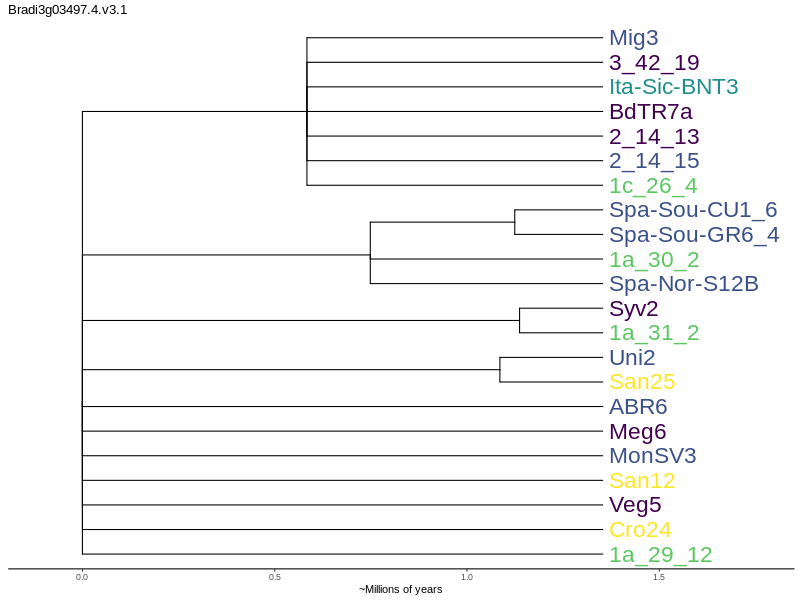 Bradi3g03497.4.v3.1
Mig3
3_42_19
Ita-Sic-BNT3
BdTR7a
2_14_13
2_14_15
1c_26_4
Spa-Sou-CU1_6
Spa-Sou-GR6_4
1a_30_2
Spa-Nor-S12B
Syv2
1a_31_2
Uni2
San25
ABR6
Meg6
MonSV3
San12
Veg5
Cro24
1a_29_12
0.0 0.5 1.0 1.5
~Millions of years